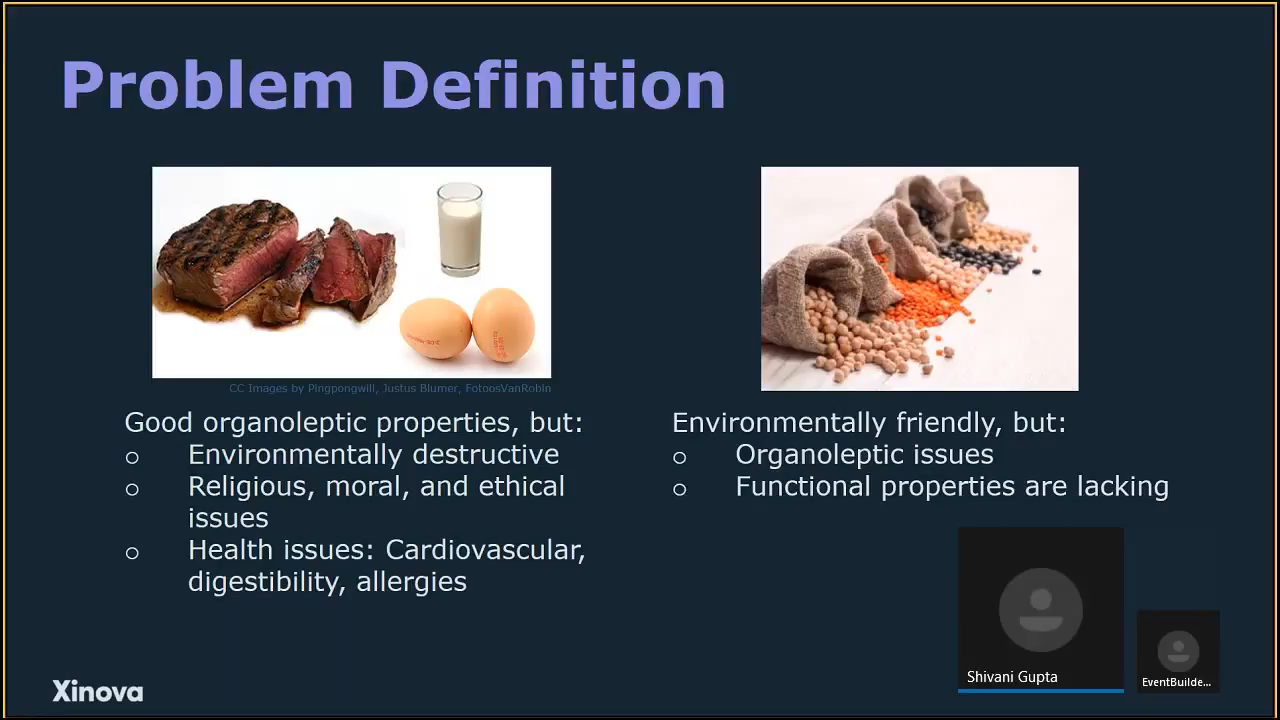 Problem Definition
CC Images by Pingpongwill, Justus Blumer, FotoosVanRobin
Good organoleptic properties, but:
o Environmentally destructive
o Religious, moral, and ethical
issues
o Health issues: Cardiovascular,
digestibility, allergies
Environmentally friendly, but:
o Organoleptic issues
o Functional properties are lacking
Shivani Gupta
EventBuilde...
Xinova